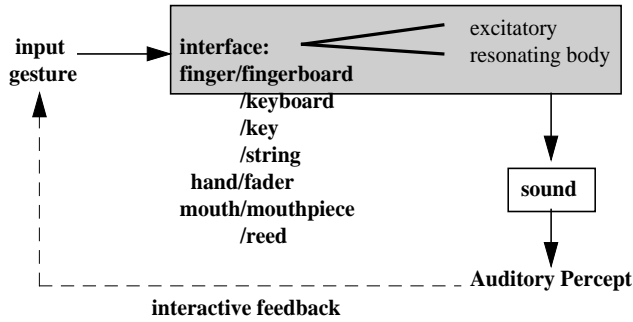 input
gesture
interface:
finger/fingerboard
/keyboard
/key
/string
hand/fader
mouth/mouthpiece
/reed
excitatory
resonating body
sound
Auditory Percept
interactive feedback